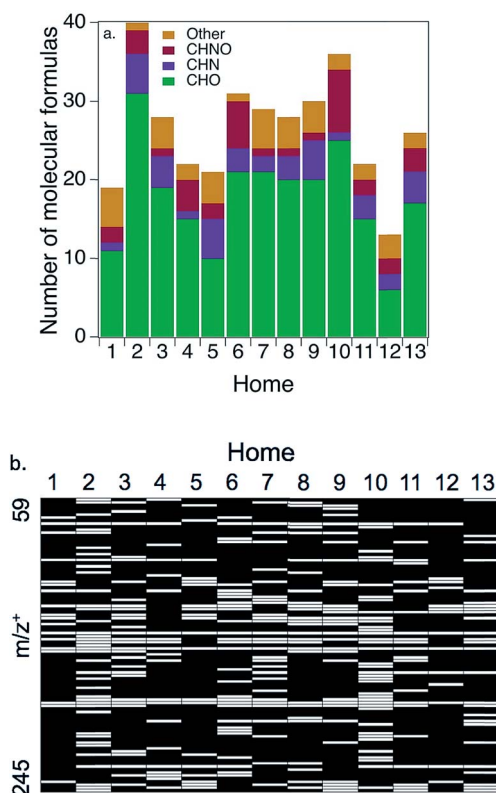 a.
Other
CHNO
CHN
CHO
Number of molecular formulas
40
30
20
10
0
1 2 3 4 5 6 7 8 9 10 11 12 13
Home
b.
Home
1 2 3 4 5 6 7 8 9 10 11 12 13
59
m/z+
245